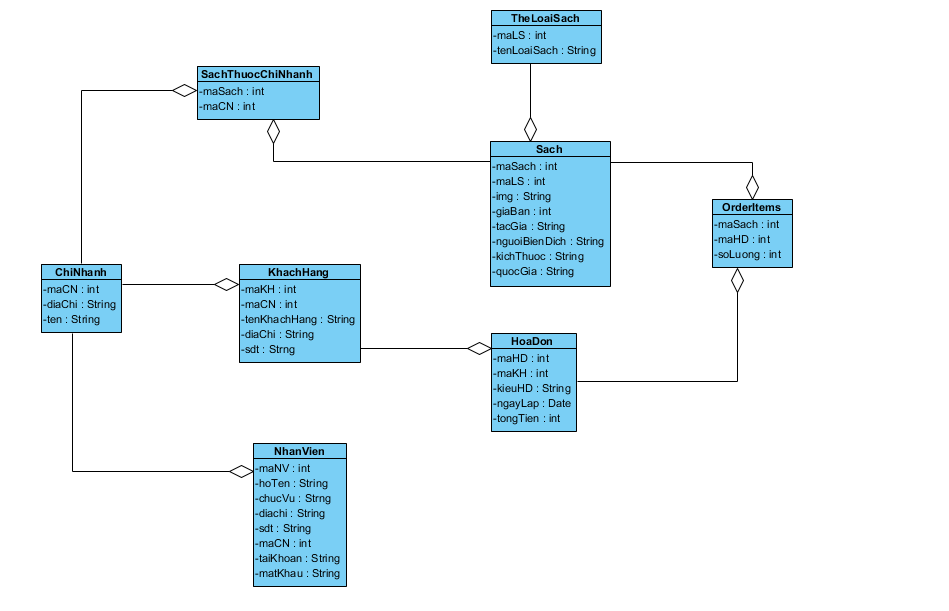 TheLoaiSach
-maLS : int
-tenLoaiSach : String
SachThuocChiNhanh
-maSach : int
-maCN : int
Sach
-maSach : int
-maLS : int
-img : String
-giaBan : int
-tacGia : String
-nguoiBienDich : String
-kichThuoc : String
-quocGia : String
OrderItems
-maSach : int
-maHD : int
-soLuong : int
ChiNhanh
-maCN : int
-diaChi : String
-ten : String
KhachHang
-maKH : int
-maCN : int
-tenKhachHang : String
-diaChi : String
-sdt : Strng
HoaDon
-maHD : int
-maKH : int
-kieuHD : String
-ngayLap : Date
-tongTien : int
NhanVien
-maNV : int
-hoTen : String
-chucVu : Strng
-diachi : String
-sdt : String
-maCN : int
-taiKhoan : String
-matKhau : String